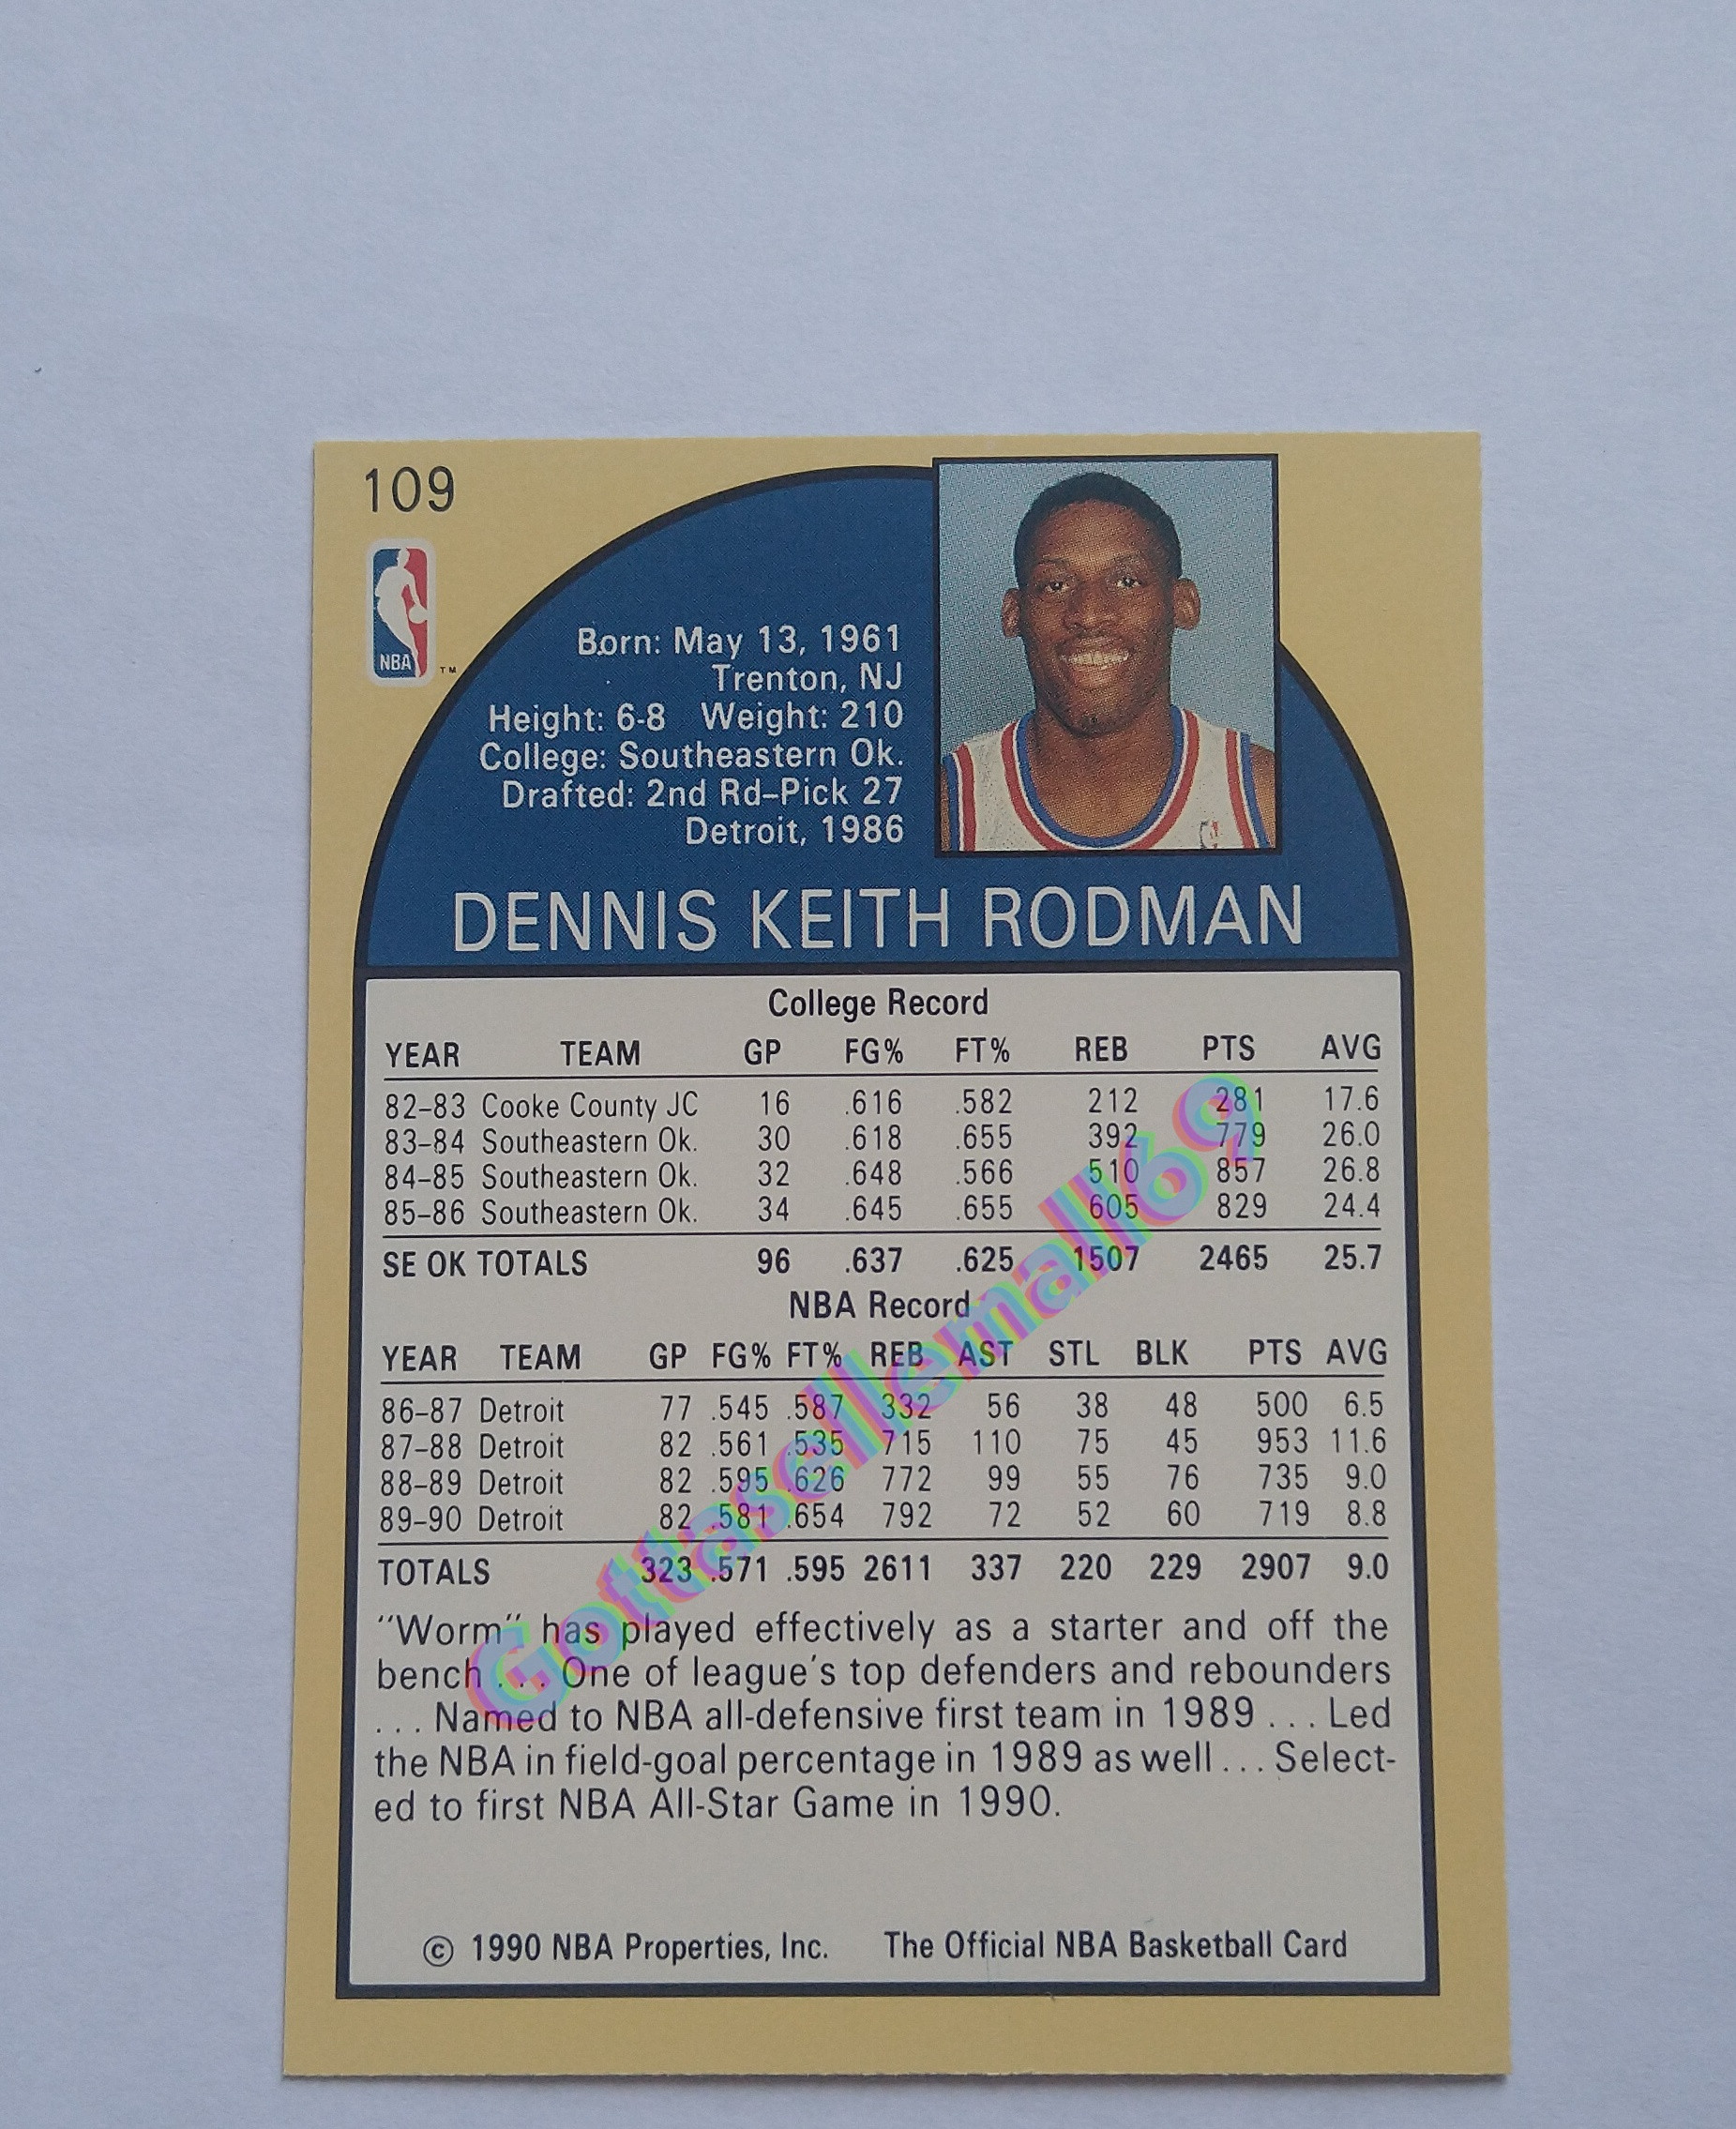 109
NBA
TM
Born: May 13, 1961
Trenton, NJ
Height: 6-8 Weight: 210
College: Southeastern Ok.
Drafted: 2nd Rd–Pick 27
Detroit, 1986
DENNIS KEITH RODMAN
College Record
YEAR TEAM GP FG% FT% REB PTS AVG
82–83 Cooke County JC 16 .616 .582 212 281 17.6
83–84 Southeastern Ok. 30 .618 .655 392 779 26.0
84–85 Southeastern Ok. 32 .648 .566 510 857 26.8
85–86 Southeastern Ok. 34 .645 .655 605 829 24.4
SE OK TOTALS 96 .637 .625 1507 2465 25.7
NBA Record
YEAR TEAM GP FG% FT% REB AST STL BLK PTS AVG
86–87 Detroit 77 .545 .587 332 56 38 48 500 6.5
87–88 Detroit 82 .561 .535 715 110 75 45 953 11.6
88–89 Detroit 82 .595 .626 772 99 55 76 735 9.0
89–90 Detroit 82 .581 .654 792 72 52 60 719 8.8
TOTALS 323 .571 .595 2611 337 220 229 2907 9.0
"Worm" has played effectively as a starter and off the
bench . . . One of league's top defenders and rebounders
. . . Named to NBA all-defensive first team in 1989 . . . Led
the NBA in field-goal percentage in 1989 as well . . . Select-
ed to first NBA All-Star Game in 1990.
© 1990 NBA Properties, Inc. The Official NBA Basketball Card
Gottasellemall69